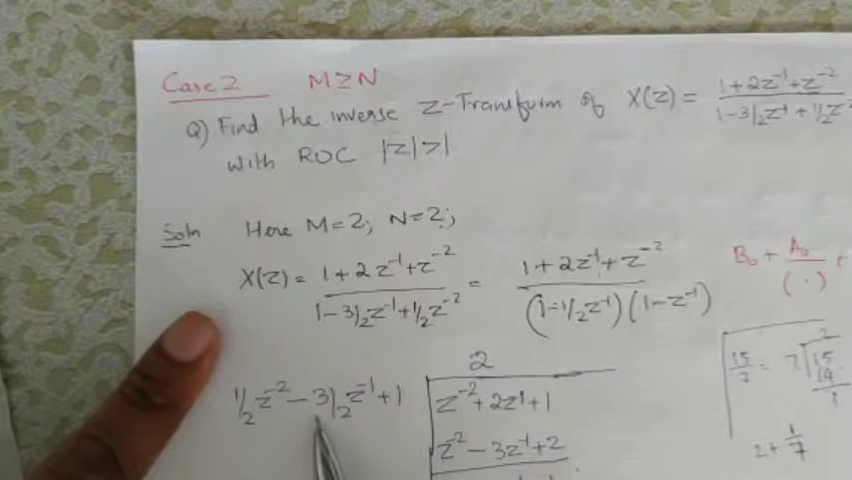 Case 2 M≥N
Q) Find the inverse Z-Transform of X(z) = (1+2z⁻¹+z⁻²)/(1-3/2z⁻¹+1/2z
with ROC |z|>1
Soln Here M=2; N=2;
X(z) = (1+2z⁻¹+z⁻²)/(1-3/2z⁻¹+1/2z⁻²) = (1+2z⁻¹+z⁻²)/((1-1/2z⁻¹)(1-z⁻¹))
B₀ + A₀/(·) +
2
1/2z⁻²-3/2z⁻¹+1 z⁻²+2z⁻¹+1
z⁻²-3z⁻¹+2
2
15/7 = 7 15
14
1
2+1/7